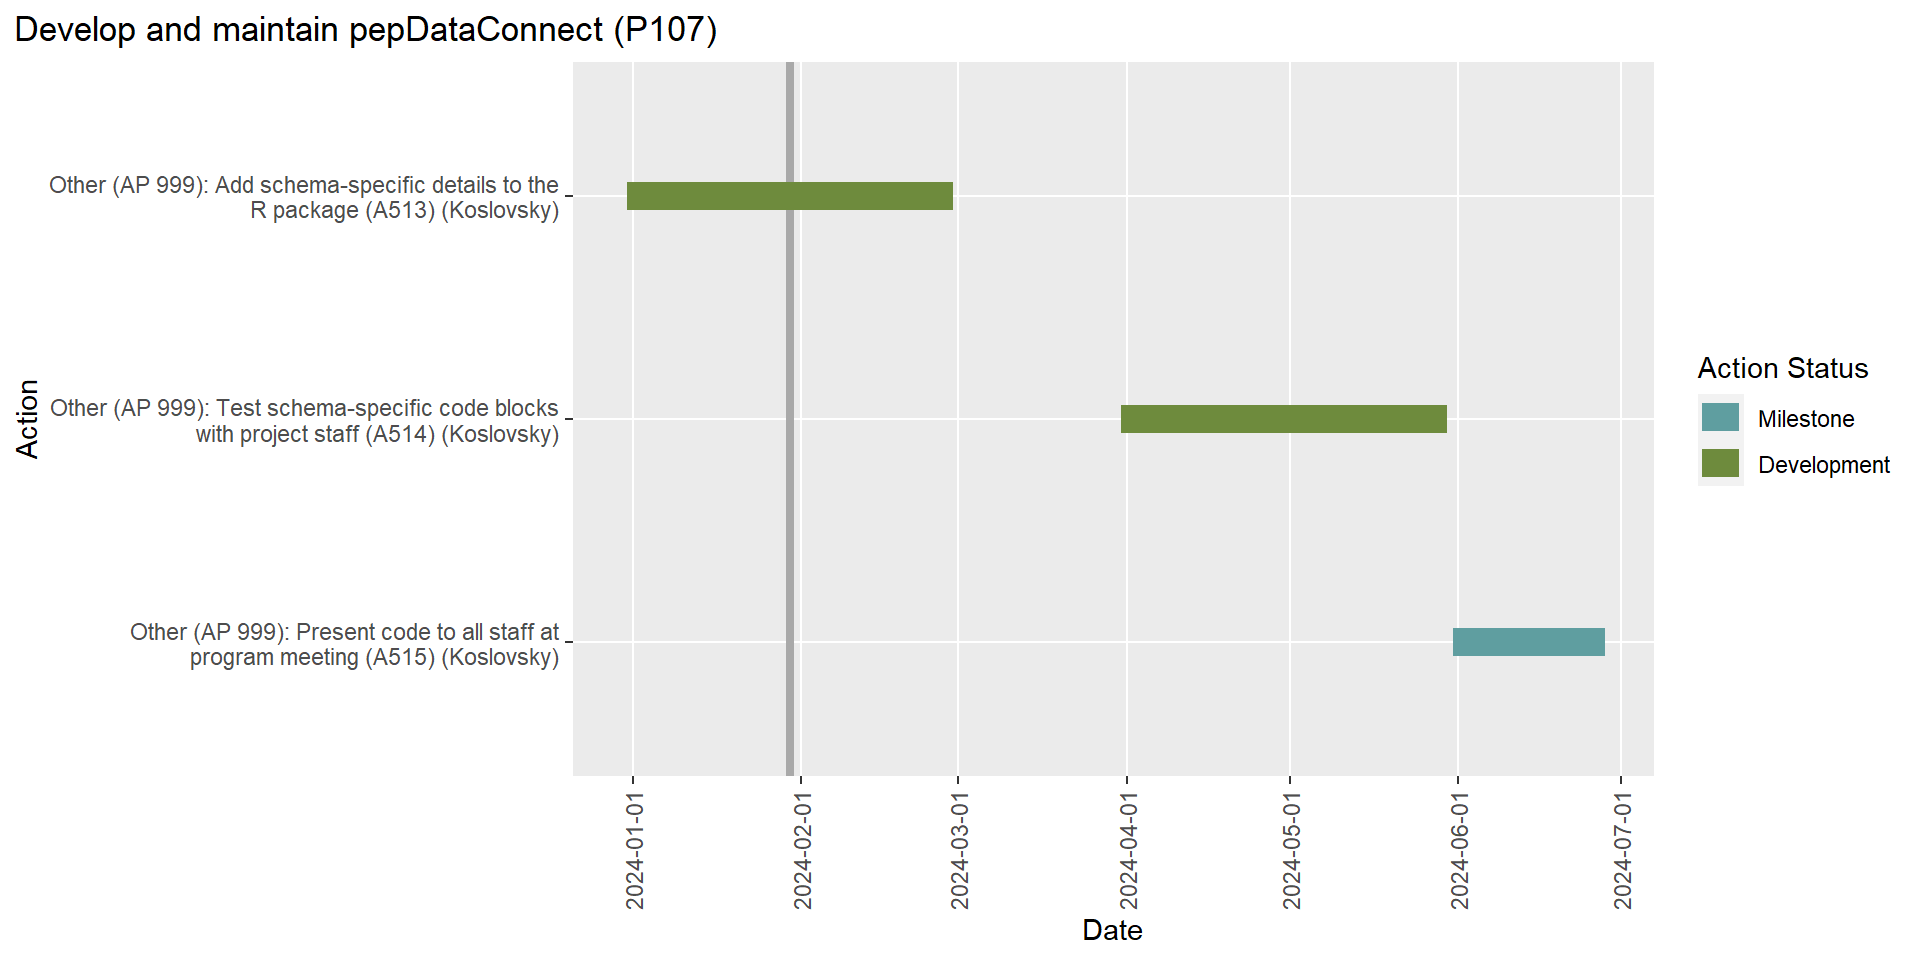 Develop and maintain pepDataConnect (P107)
Other (AP 999): Add schema-specific details to the
R package (A513) (Koslovsky)
Other (AP 999): Test schema-specific code blocks
with project staff (A514) (Koslovsky)
Other (AP 999): Present code to all staff at
program meeting (A515) (Koslovsky)
Action
2024-01-01
2024-02-01
2024-03-01
2024-04-01
2024-05-01
2024-06-01
2024-07-01
Date
Action Status
Milestone
Development